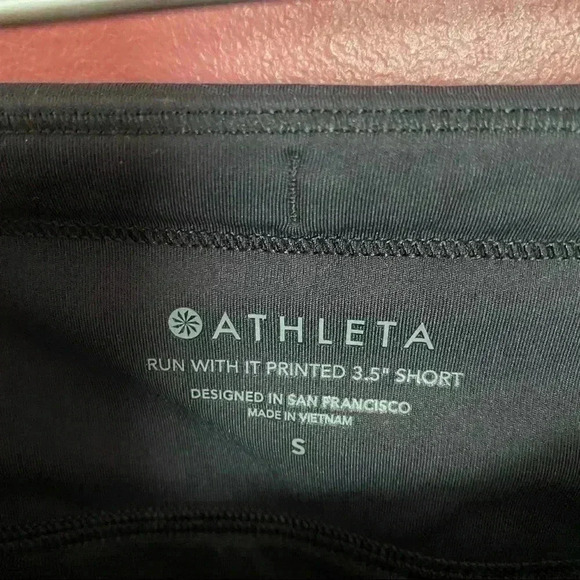 ATHLETA
RUN WITH IT PRINTED 3.5" SHORT
DESIGNED IN SAN FRANCISCO
MADE IN VIETNAM
S